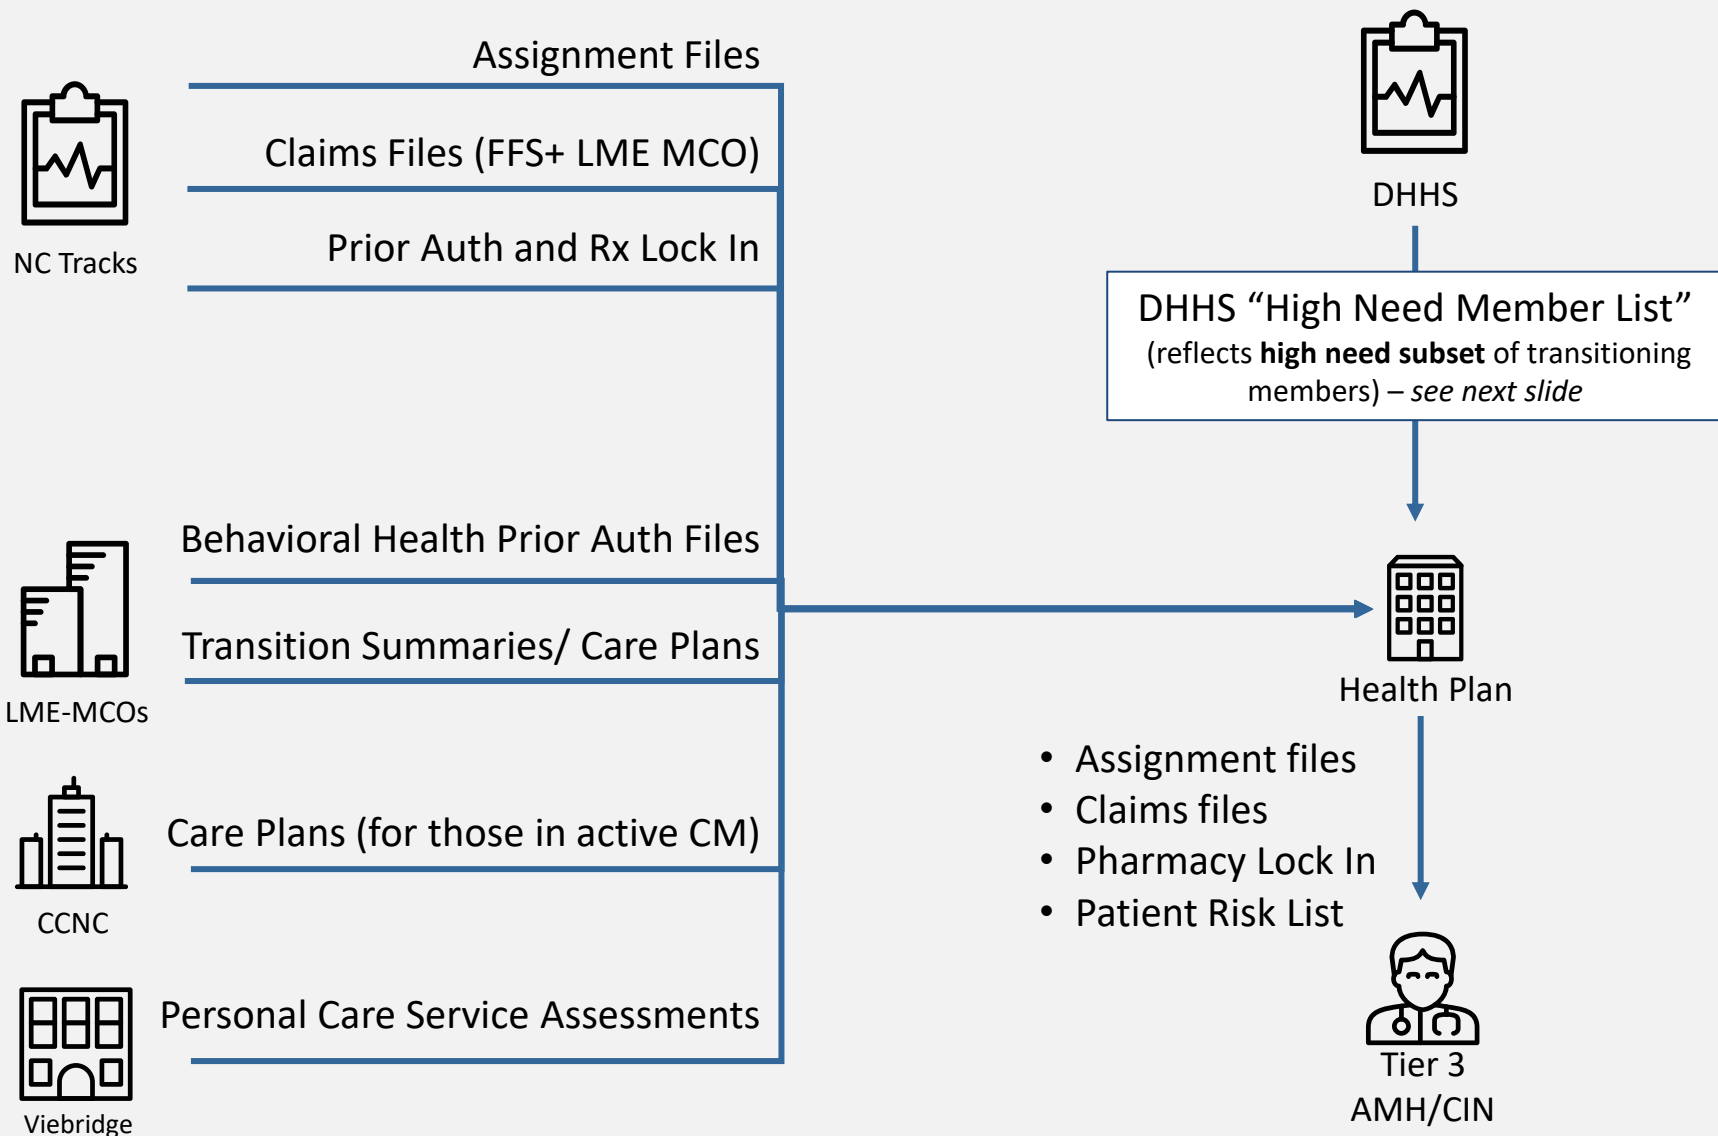 Assignment Files
Claims Files (FFS+ LME MCO)
Prior Auth and Rx Lock In
NC Tracks
Behavioral Health Prior Auth Files
Transition Summaries/ Care Plans
LME-MCOs
Care Plans (for those in active CM)
CCNC
Personal Care Service Assessments
Viebridge
DHHS
DHHS “High Need Member List”
(reflects high need subset of transitioning
members) – see next slide
Health Plan
• Assignment files
• Claims files
• Pharmacy Lock In
• Patient Risk List
Tier 3
AMH/CIN